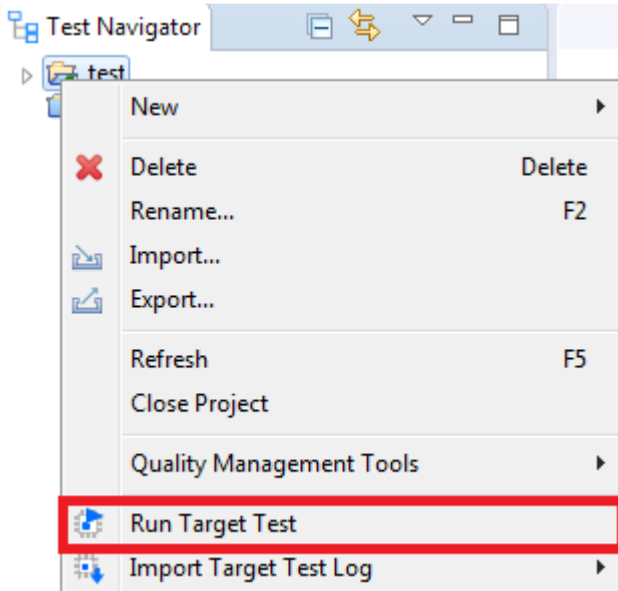 Test Navigator
test
New
Delete Delete
Rename... F2
Import...
Export...
Refresh F5
Close Project
Quality Management Tools
Run Target Test
Import Target Test Log